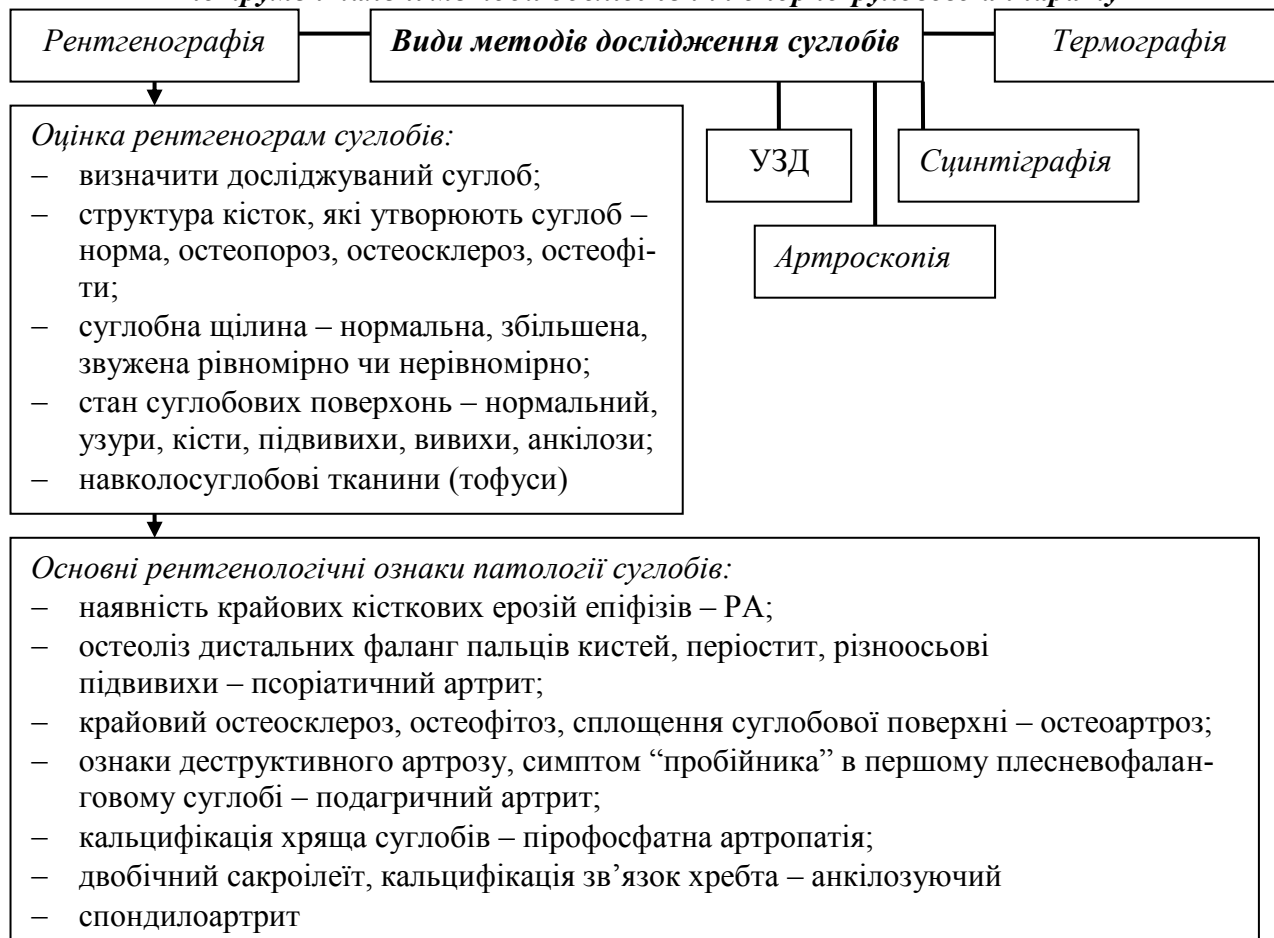 Рентгенографія
Види методів дослідження суглобів
Термографія
Оцінка рентгенограм суглобів:
– визначити досліджуваний суглоб;
– структура кісток, які утворюють суглоб –
норма, остеопороз, остеосклероз, остеофі-
ти;
– суглобна щілина – нормальна, збільшена,
звужена рівномірно чи нерівномірно;
– стан суглобових поверхонь – нормальний,
узури, кісти, підвивихи, вивихи, анкілози;
– навколосуглобові тканини (тофуси)
УЗД
Сцинтіграфія
Артроскопія
Основні рентгенологічні ознаки патології суглобів:
– наявність крайових кісткових ерозій епіфізів – РА;
– остеоліз дистальних фаланг пальців кистей, періостит, різноосьові
підвивихи – псоріатичний артрит;
– крайовий остеосклероз, остеофітоз, сплощення суглобової поверхні – остеоартроз;
– ознаки деструктивного артрозу, симптом “пробійника” в першому плесневофалан-
говому суглобі – подагричний артрит;
– кальцифікація хряща суглобів – пірофосфатна артропатія;
– двобічний сакроілеїт, кальцифікація зв’язок хребта – анкілозуючий
– спондилоартрит